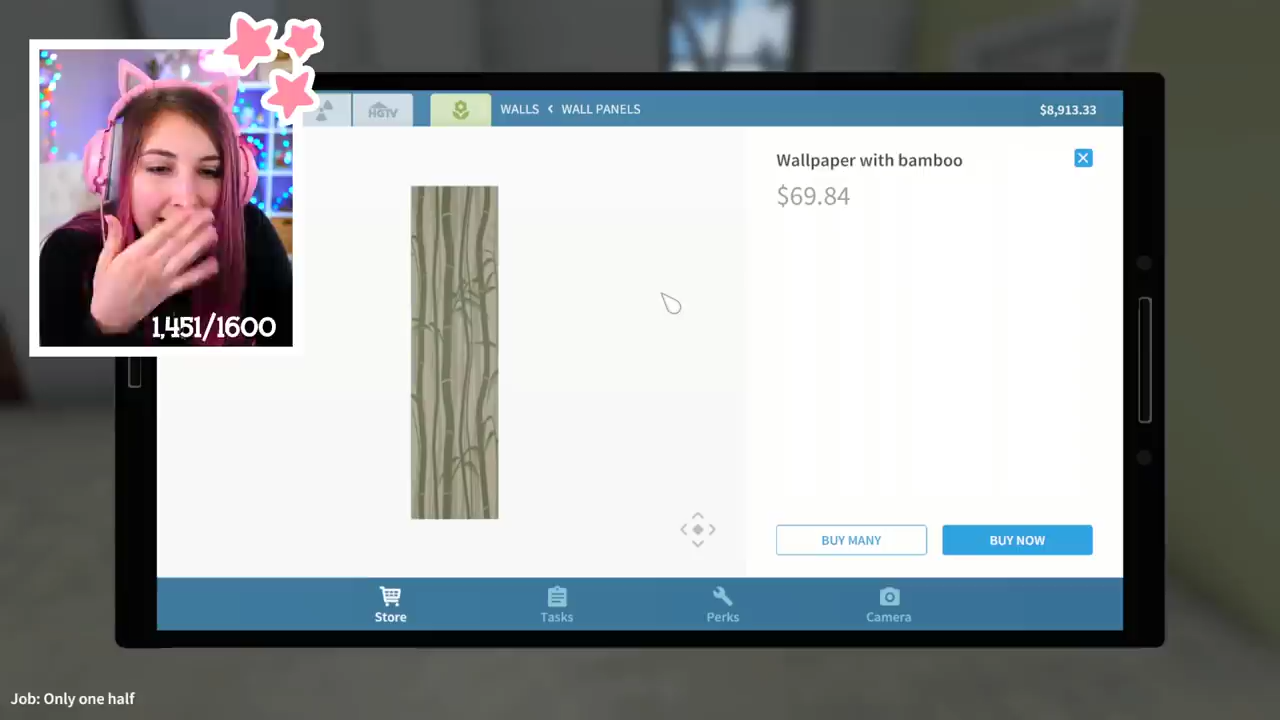 HGTV
WALLS < WALL PANELS
$8,913.33
Wallpaper with bamboo
$69.84
1,451/1600
BUY MANY
BUY NOW
Store
Tasks
Perks
Camera
Job: Only one half